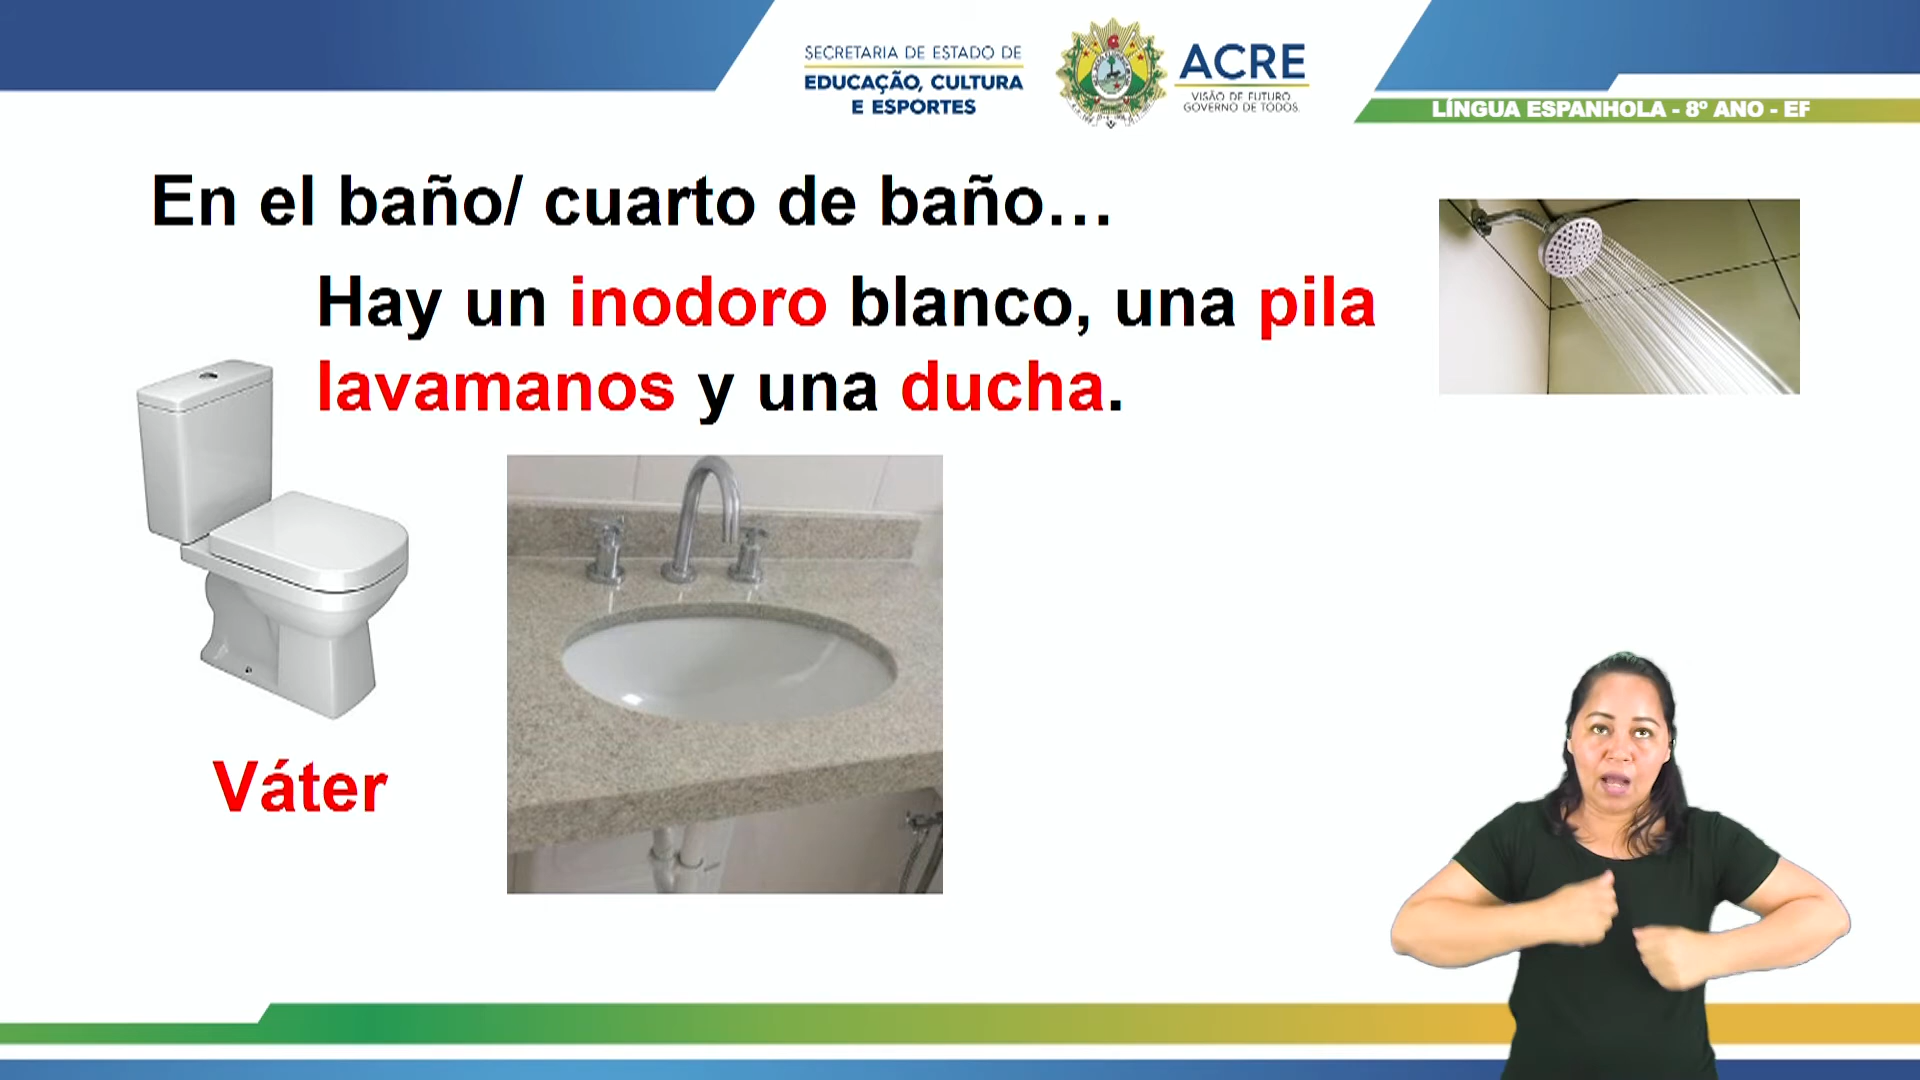 SECRETARIA DE ESTADO DE
EDUCAÇÃO, CULTURA
E ESPORTES
ACRE
VISÃO DE FUTURO
GOVERNO DE TODOS.
LÍNGUA ESPANHOLA - 8º ANO - EF
En el baño/ cuarto de baño...
Hay un inodoro blanco, una pila
lavamanos y una ducha.
Váter